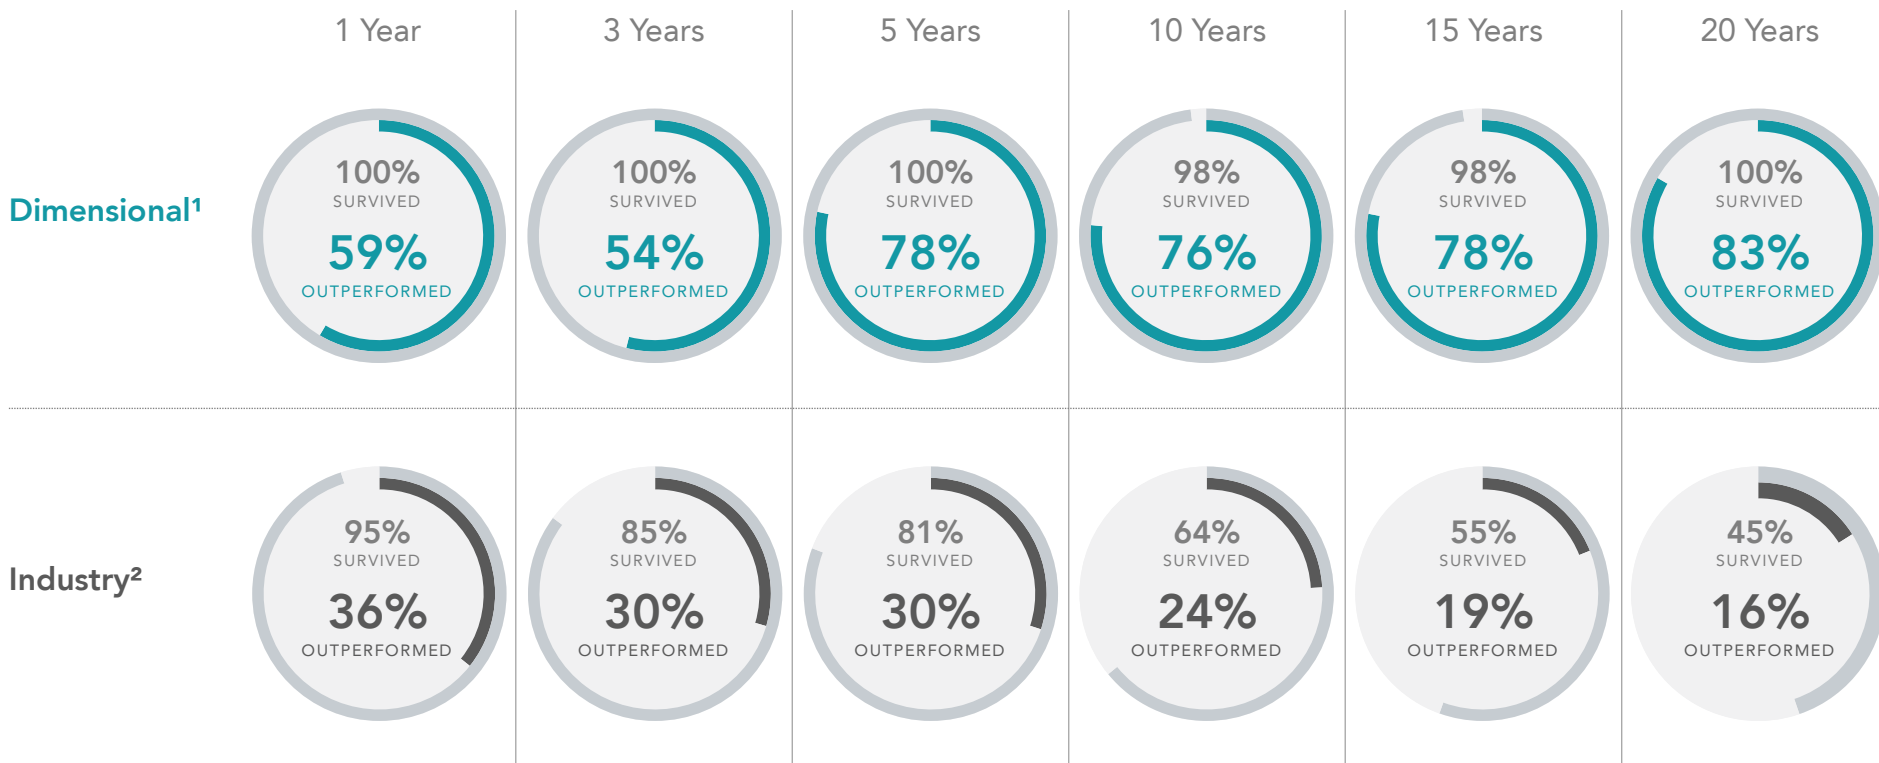 1 Year
3 Years
5 Years
10 Years
15 Years
20 Years
Dimensional¹
100%
SURVIVED
59%
OUTPERFORMED
100%
SURVIVED
54%
OUTPERFORMED
100%
SURVIVED
78%
OUTPERFORMED
98%
SURVIVED
76%
OUTPERFORMED
98%
SURVIVED
78%
OUTPERFORMED
100%
SURVIVED
83%
OUTPERFORMED
Industry²
95%
SURVIVED
36%
OUTPERFORMED
85%
SURVIVED
30%
OUTPERFORMED
81%
SURVIVED
30%
OUTPERFORMED
64%
SURVIVED
24%
OUTPERFORMED
55%
SURVIVED
19%
OUTPERFORMED
45%
SURVIVED
16%
OUTPERFORMED